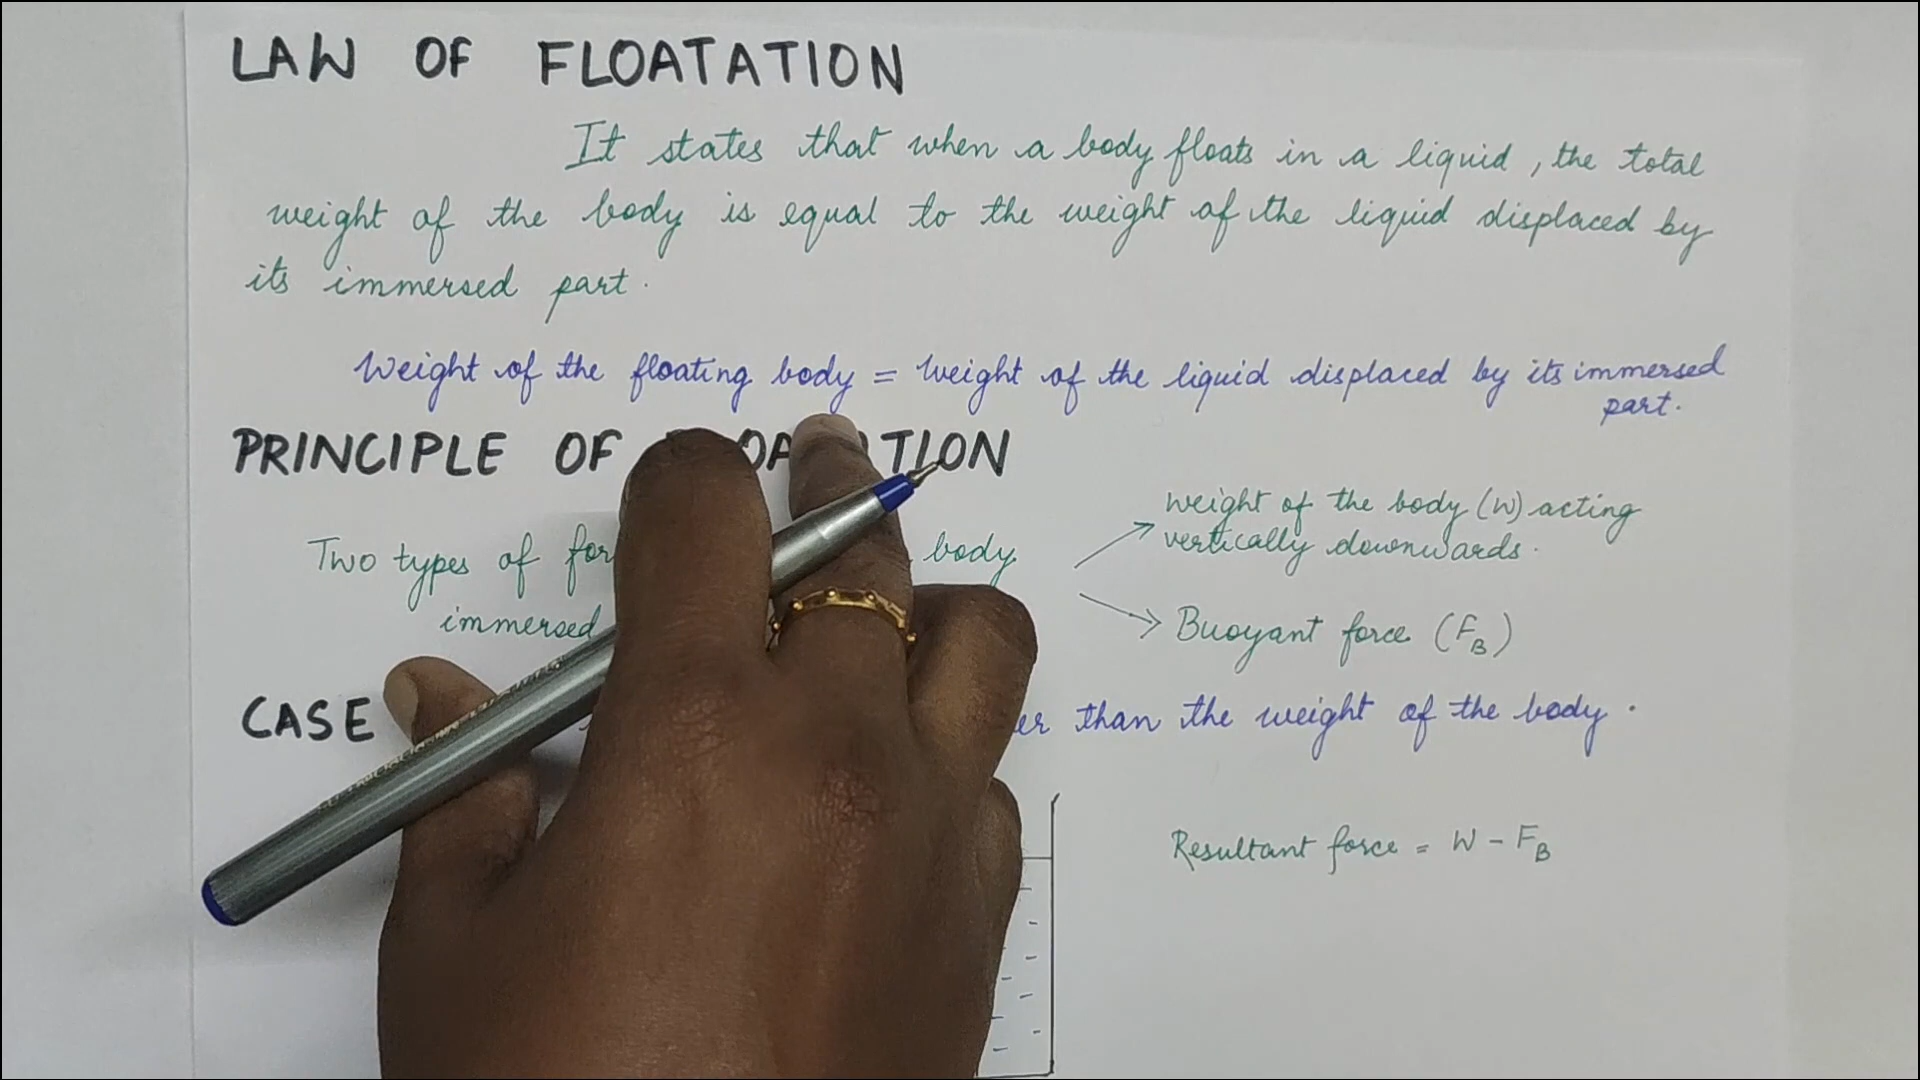 LAW OF FLOATATION
It states that when a body floats in a liquid, the total
weight of the body is equal to the weight of the liquid displaced by
its immersed part.
Weight of the floating body = weight of the liquid displaced by its immersed
part.
PRINCIPLE OF
Two types of body
immersed
weight of the body (W) acting
vertically downwards.
Buoyant force (FB)
CASE than the weight of the body.
Resultant force = W - FB